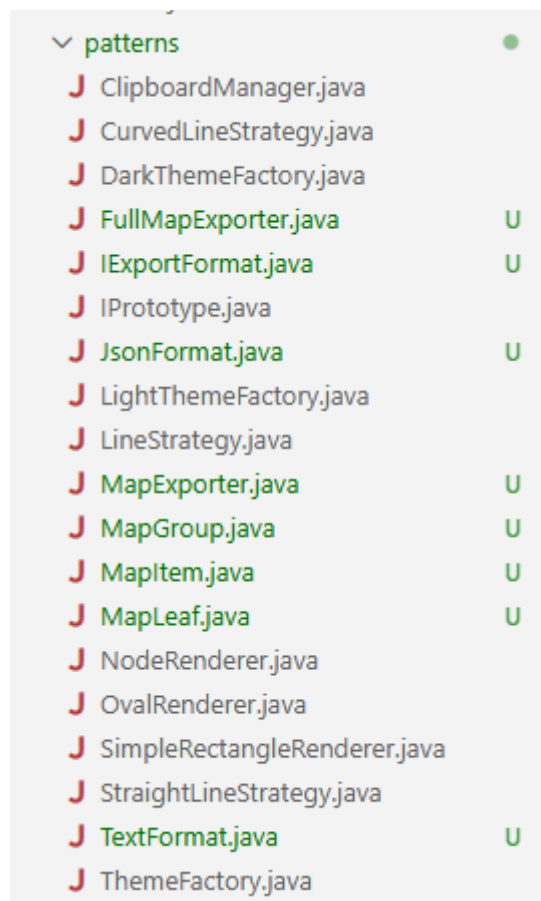 patterns
J ClipboardManager.java
J CurvedLineStrategy.java
J DarkThemeFactory.java
J FullMapExporter.java U
J IExportFormat.java U
J IPrototype.java
J JsonFormat.java U
J LightThemeFactory.java
J LineStrategy.java
J MapExporter.java U
J MapGroup.java U
J MapItem.java U
J MapLeaf.java U
J NodeRenderer.java
J OvalRenderer.java
J SimpleRectangleRenderer.java
J StraightLineStrategy.java
J TextFormat.java U
J ThemeFactory.java